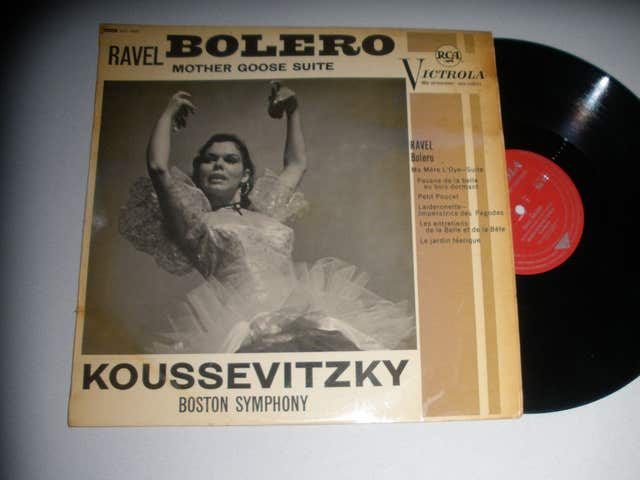 RAVEL BOLERO
MOTHER GOOSE SUITE
RCA
VICTROLA
RAVEL
Bolero
Ma Mère L'Oye—Suite
Pavane de la belle
au bois dormant
Petit Poucet
Laideronette—
Impératrice des Pagodes
Les entretiens
de la Belle et de la Bête
Le jardin féerique
KOUSSEVITZKY
BOSTON SYMPHONY